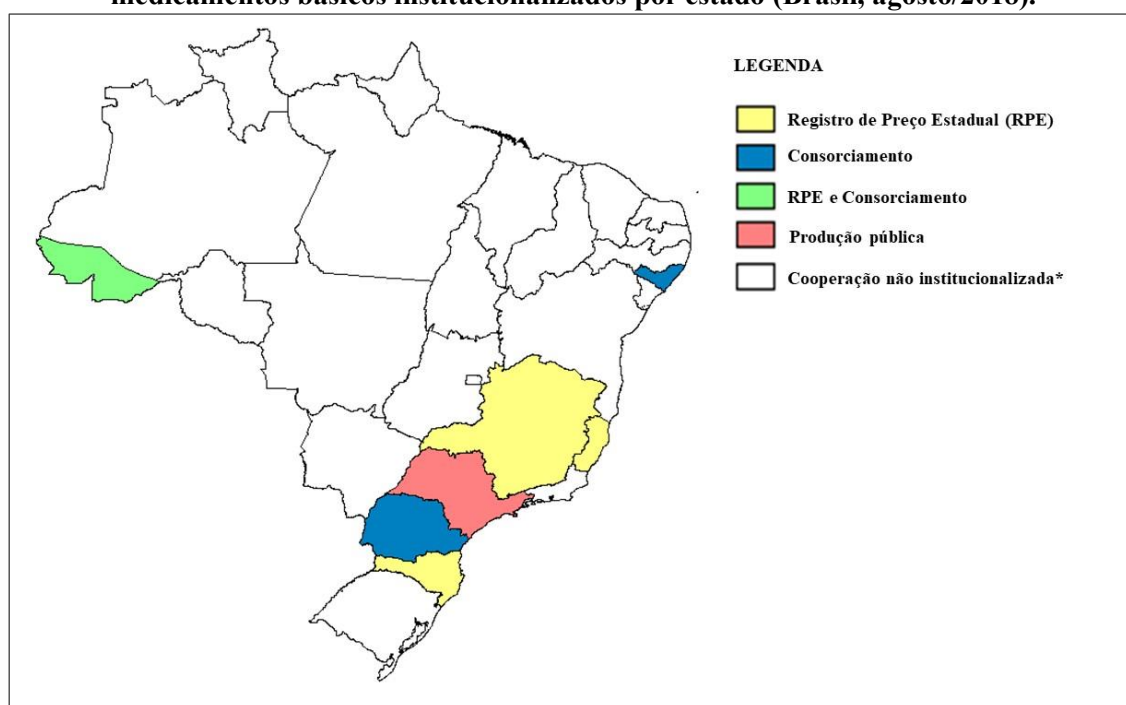 medicamentos básicos institucionalizados por estado (Brasil, agosto/2018).
LEGENDA
Registro de Preço Estadual (RPE)
Consorciamento
RPE e Consorciamento
Produção pública
Cooperação não institucionalizada*